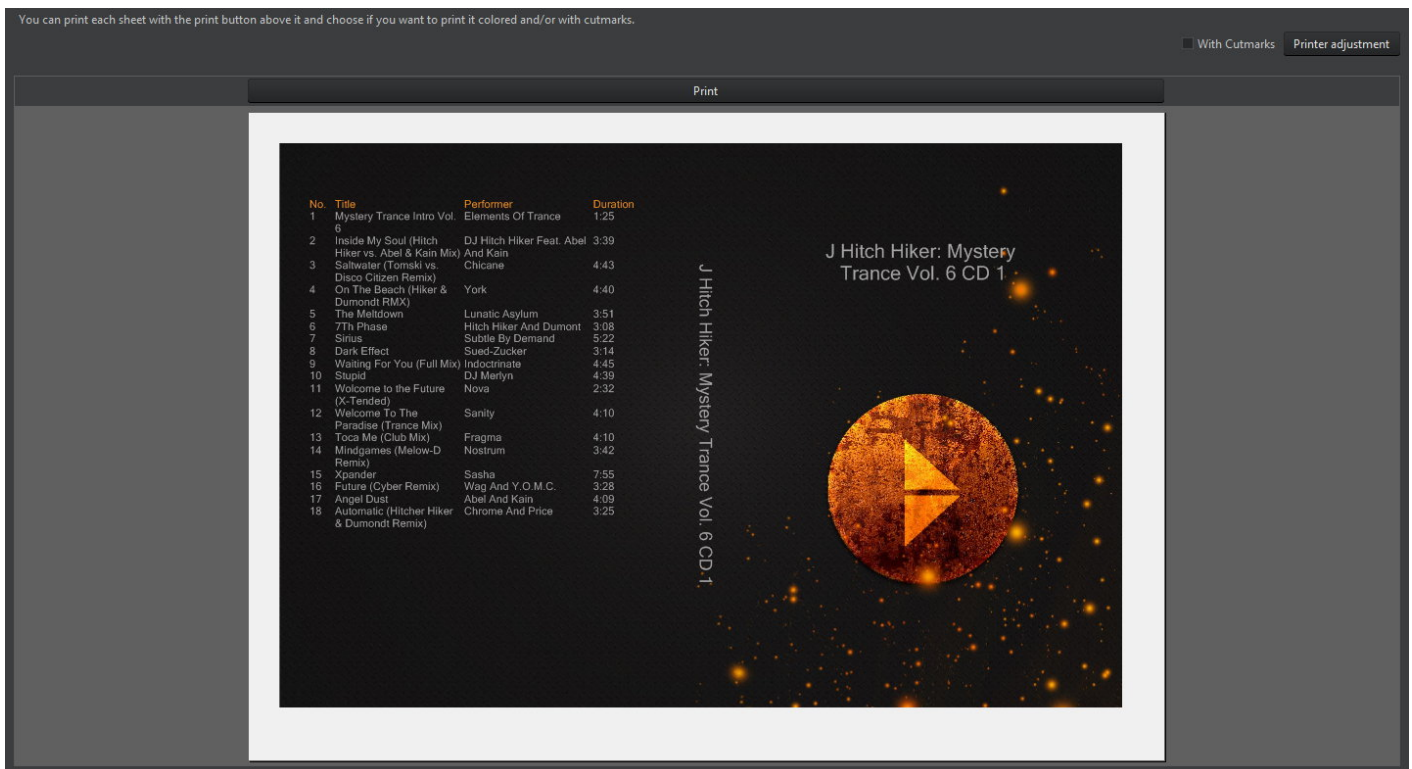 You can print each sheet with the print button above it and choose if you want to print it colored and/or with cutmarks.
With Cutmarks Printer adjustment
Print
No. Title Performer Duration
1 Mystery Trance Intro Vol. 6 Elements Of Trance 1:25
2 Inside My Soul (Hitch Hiker vs. Abel & Kain Mix) DJ Hitch Hiker Feat. Abel And Kain 3:39
3 Saltwater (Tomski vs. Disco Citizen Remix) Chicane 4:43
4 On The Beach (Hiker & Dumondt RMX) York 4:40
5 The Meltdown Lunatic Asylum 3:51
6 7Th Phase Hitch Hiker And Dumont 3:08
7 Sirius Subtle By Demand 5:22
8 Dark Effect Sued-Zucker 3:14
9 Waiting For You (Full Mix) Indoctrinate 4:45
10 Stupid DJ Merlyn 4:39
11 Wolcome to the Future (X-Tended) Nova 2:32
12 Welcome To The Paradise (Trance Mix) Sanity 4:10
13 Toca Me (Club Mix) Fragma 4:10
14 Mindgames (Melow-D Remix) Nostrum 3:42
15 Xpander Sasha 7:55
16 Future (Cyber Remix) Wag And Y.O.M.C. 3:28
17 Angel Dust Abel And Kain 4:09
18 Automatic (Hitcher Hiker & Dumondt Remix) Chrome And Price 3:25
J Hitch Hiker: Mystery Trance Vol. 6 CD 1
J Hitch Hiker: Mystery
Trance Vol. 6 CD 1